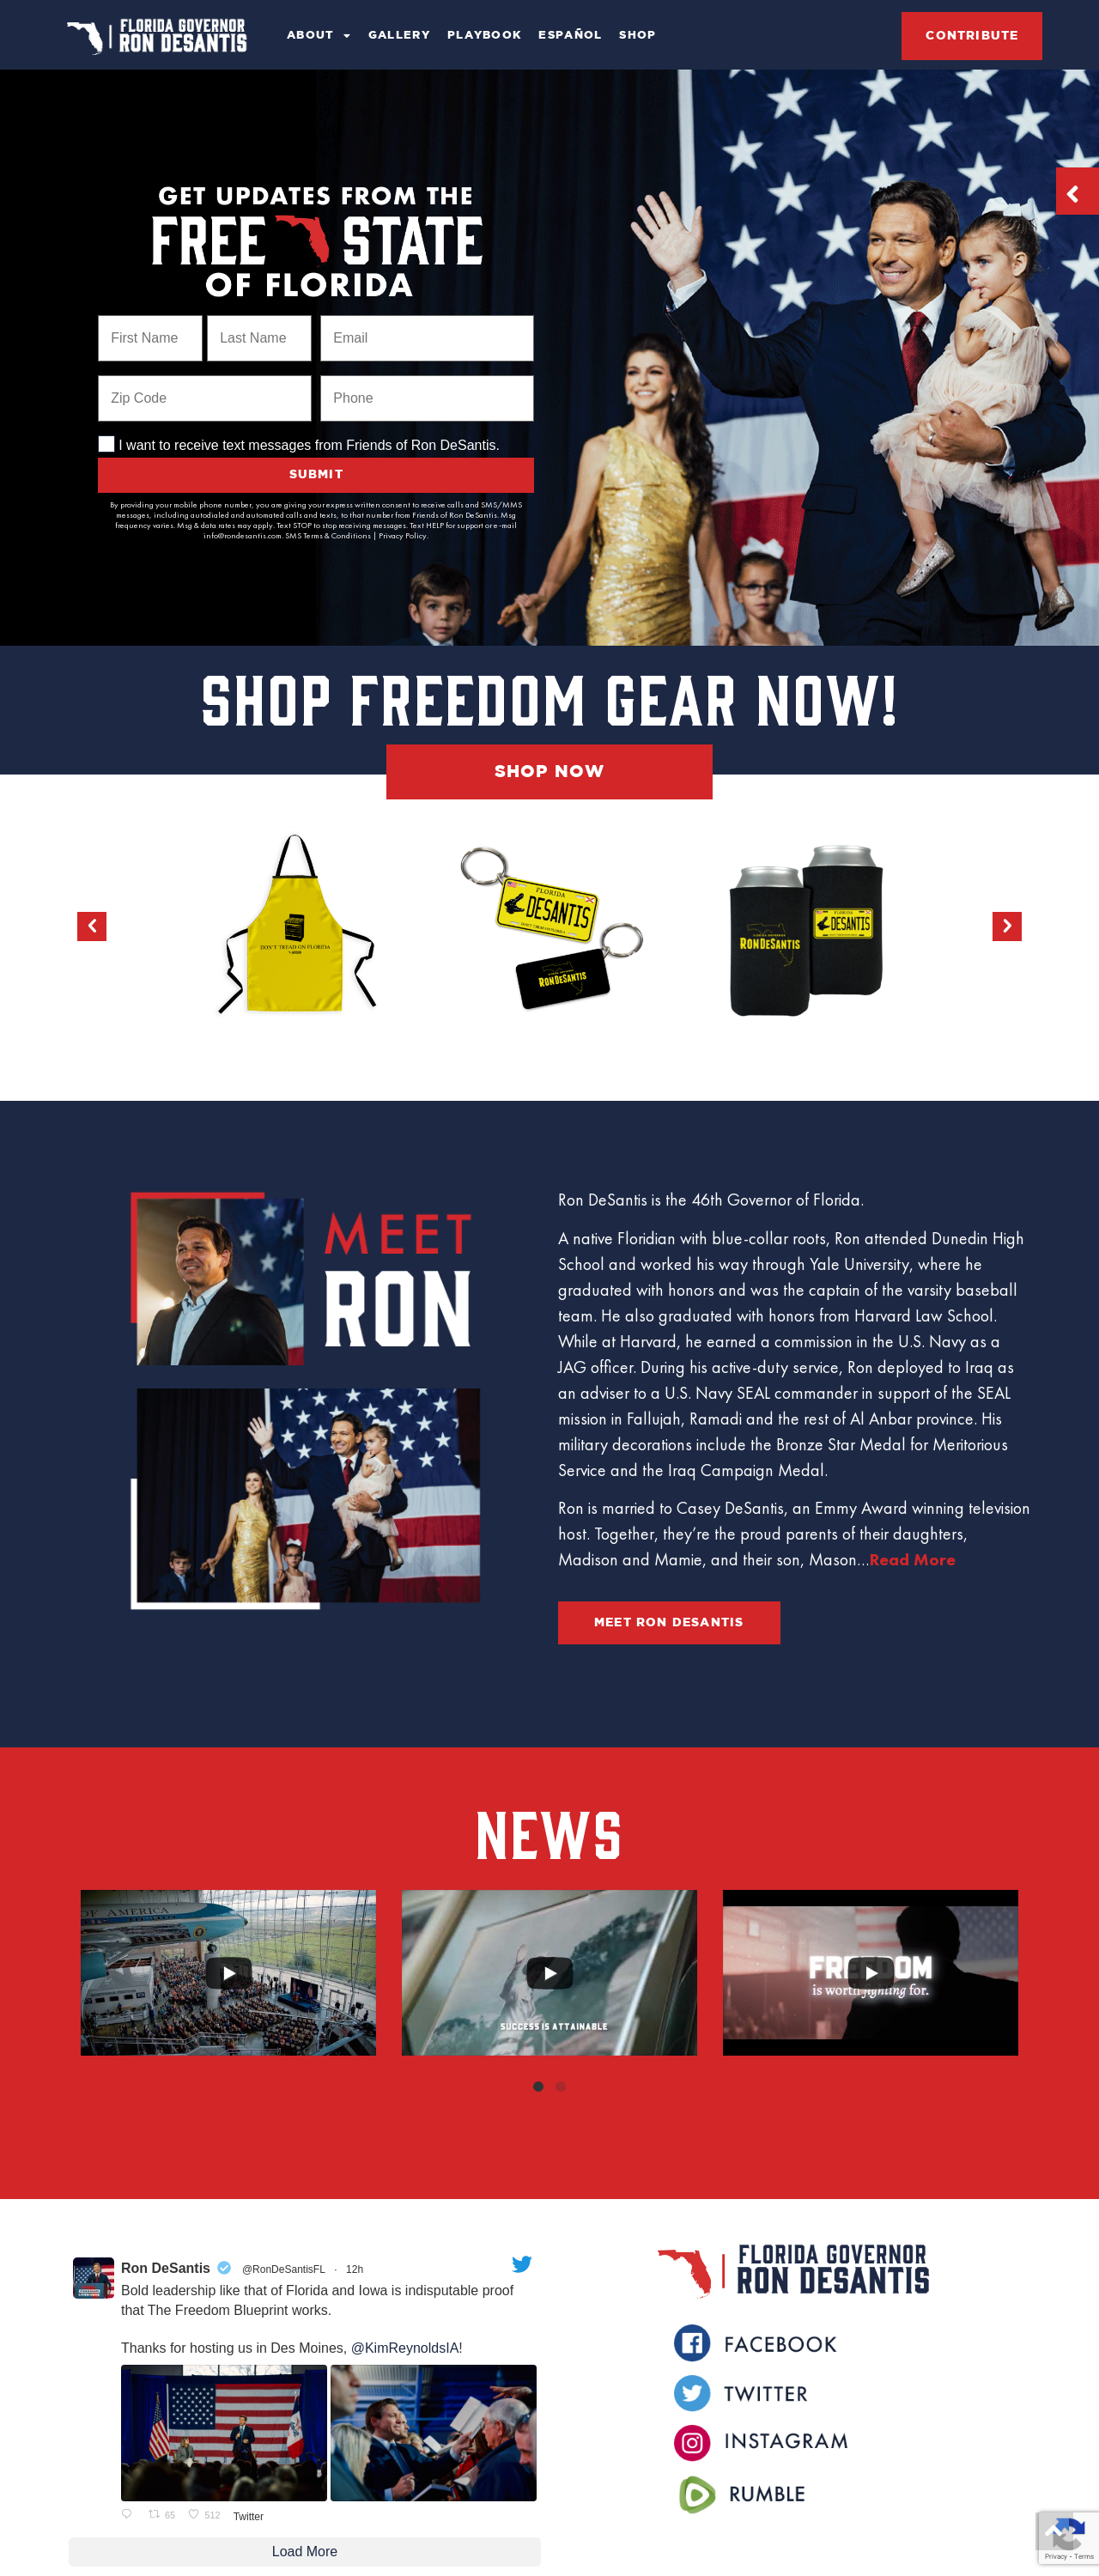 FLORIDA GOVERNOR
RON DESANTIS
ABOUT
GALLERY
PLAYBOOK
ESPAÑOL
SHOP
CONTRIBUTE
GET UPDATES FROM THE
FREE STATE
OF FLORIDA
First Name
Last Name
Email
Zip Code
Phone
I want to receive text messages from Friends of Ron DeSantis.
SUBMIT
By providing your mobile phone number, you are giving your express written consent to receive calls and SMS/MMS
messages, including autodialed and automated calls and texts, to that number from Friends of Ron DeSantis. Msg
frequency varies. Msg & data rates may apply. Text STOP to stop receiving messages. Text HELP for support or e-mail
info@rondesantis.com. SMS Terms & Conditions | Privacy Policy.
SHOP FREEDOM GEAR NOW!
SHOP NOW
DON'T TREAD ON FLORIDA
FLORIDA
DESANTIS
DON'T TREAD ON FLORIDA
RON DESANTIS
RON DESANTIS
FLORIDA
DESANTIS
MEET
RON
Ron DeSantis is the 46th Governor of Florida.
A native Floridian with blue-collar roots, Ron attended Dunedin High
School and worked his way through Yale University, where he
graduated with honors and was the captain of the varsity baseball
team. He also graduated with honors from Harvard Law School.
While at Harvard, he earned a commission in the U.S. Navy as a
JAG officer. During his active-duty service, Ron deployed to Iraq as
an adviser to a U.S. Navy SEAL commander in support of the SEAL
mission in Fallujah, Ramadi and the rest of Al Anbar province. His
military decorations include the Bronze Star Medal for Meritorious
Service and the Iraq Campaign Medal.
Ron is married to Casey DeSantis, an Emmy Award winning television
host. Together, they're the proud parents of their daughters,
Madison and Mamie, and their son, Mason...Read More
MEET RON DESANTIS
NEWS
OF AMERICA
SUCCESS IS ATTAINABLE
FREEDOM
is worth fighting for.
Ron DeSantis @RonDeSantisFL · 12h
Bold leadership like that of Florida and Iowa is indisputable proof
that The Freedom Blueprint works.
Thanks for hosting us in Des Moines, @KimReynoldsIA!
65 512 Twitter
Load More
FLORIDA GOVERNOR
RON DESANTIS
FACEBOOK
TWITTER
INSTAGRAM
RUMBLE
Privacy - Terms